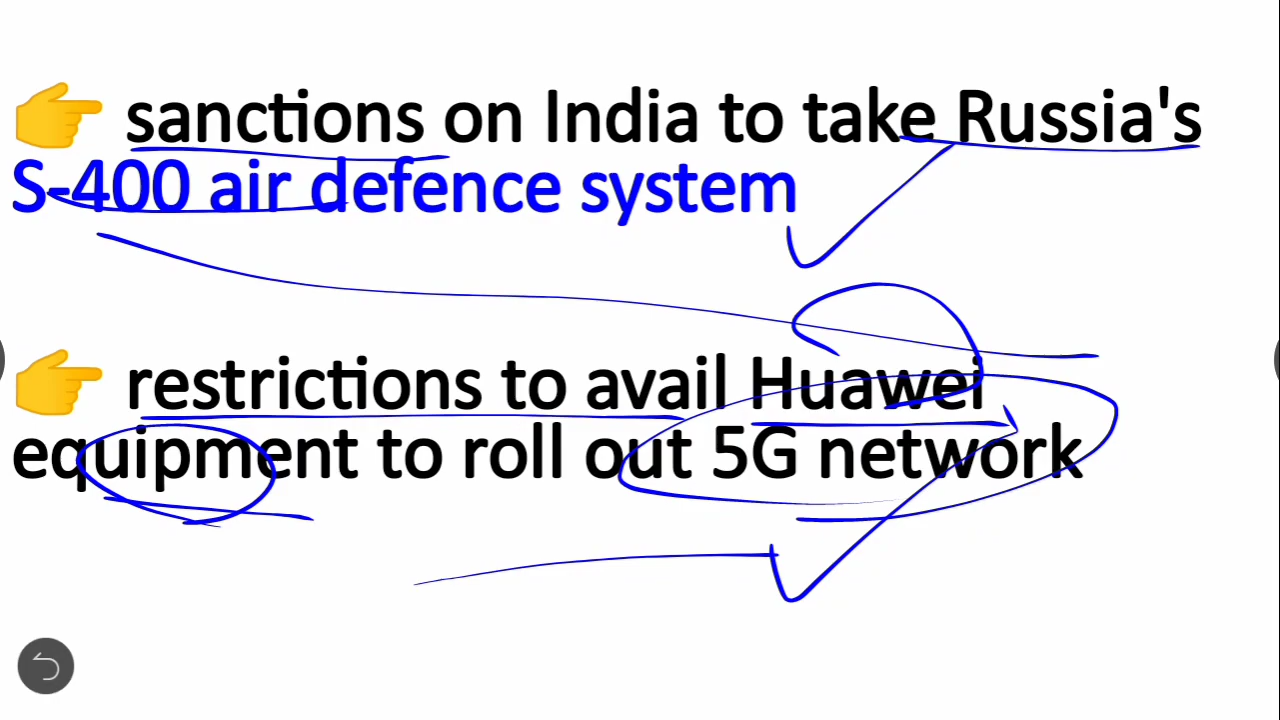 👉 sanctions on India to take Russia's
S-400 air defence system
👉 restrictions to avail Huawei
equipment to roll out 5G network